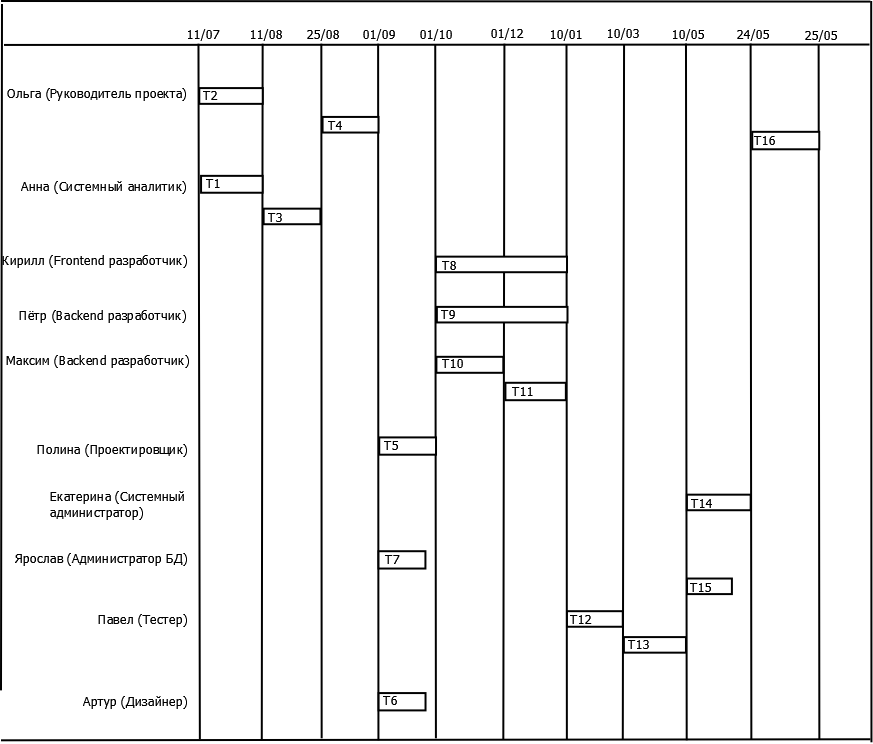 11/07 11/08 25/08 01/09 01/10 01/12 10/01 10/03 10/05 24/05 25/05
Ольга (Руководитель проекта) T2
T4
T16
Анна (Системный аналитик) T1
T3
Кирилл (Frontend разработчик) T8
Пётр (Backend разработчик) T9
Максим (Backend разработчик) T10
T11
Полина (Проектировщик) T5
Екатерина (Системный T14
администратор)
Ярослав (Администратор БД) T7
T15
Павел (Тестер) T12
T13
Артур (Дизайнер) T6